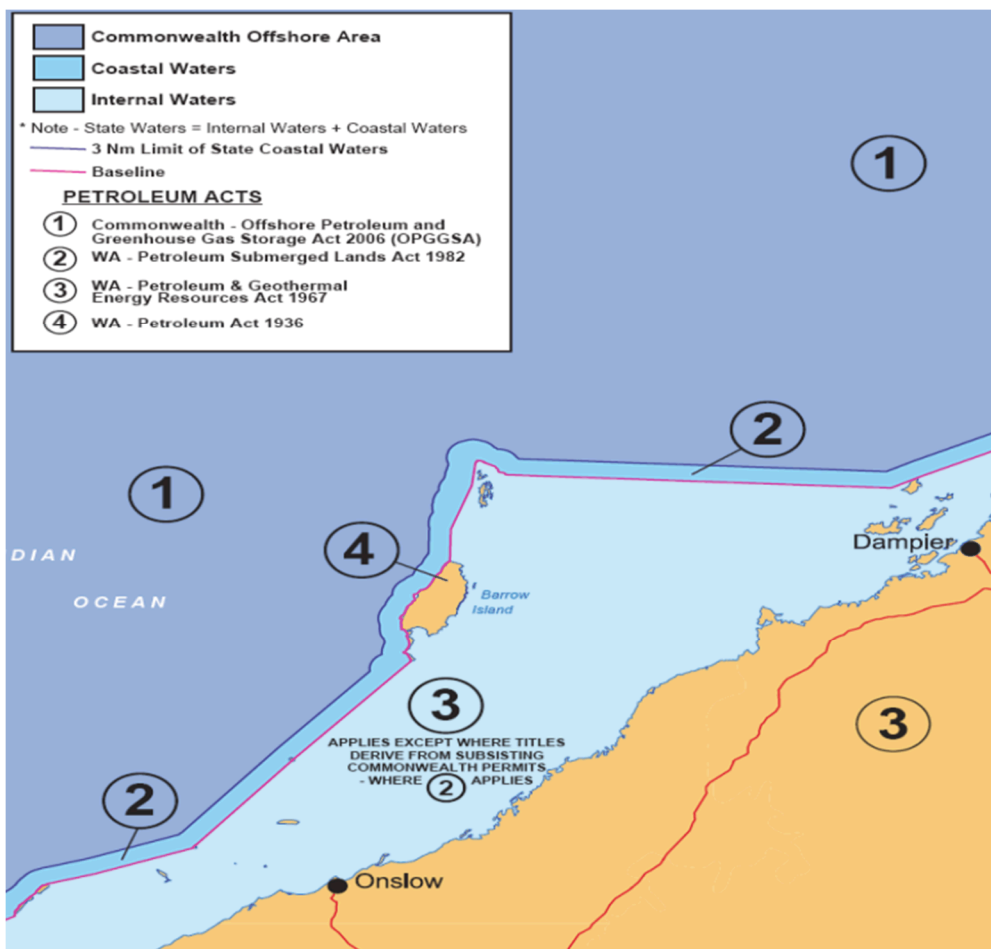 Commonwealth Offshore Area
Coastal Waters
Internal Waters
* Note - State Waters = Internal Waters + Coastal Waters
3 Nm Limit of State Coastal Waters
Baseline
PETROLEUM ACTS
1 Commonwealth - Offshore Petroleum and
Greenhouse Gas Storage Act 2006 (OPGGSA)
2 WA - Petroleum Submerged Lands Act 1982
3 WA - Petroleum & Geothermal
Energy Resources Act 1967
4 WA - Petroleum Act 1936
1
2
1
4
DIAN
OCEAN
Dampier
Barrow
Island
3
3
APPLIES EXCEPT WHERE TITLES
DERIVE FROM SUBSISTING
COMMONWEALTH PERMITS
- WHERE 2 APPLIES
2
Onslow